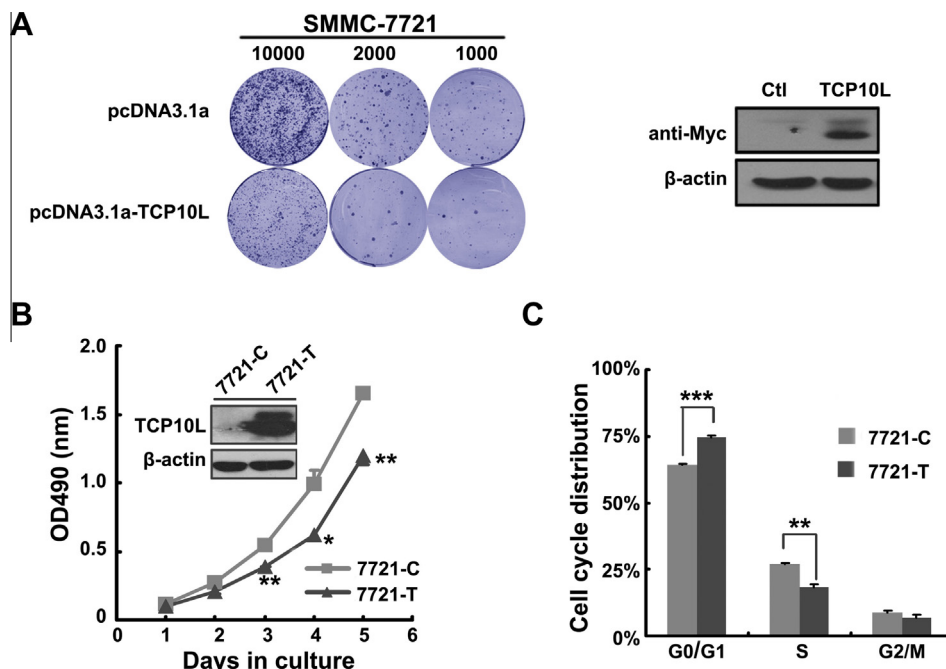 A
SMMC-7721
10000 2000 1000
pcDNA3.1a
pcDNA3.1a-TCP10L
Ctl TCP10L
anti-Myc
β-actin
B
OD490 (nm)
2.0
1.5
1.0
0.5
0
7721-C 7721-T
TCP10L
β-actin
**
*
**
7721-C
7721-T
0 1 2 3 4 5 6
Days in culture
C
Cell cycle distribution
100%
75%
50%
25%
0%
***
**
7721-C
7721-T
G0/G1 S G2/M